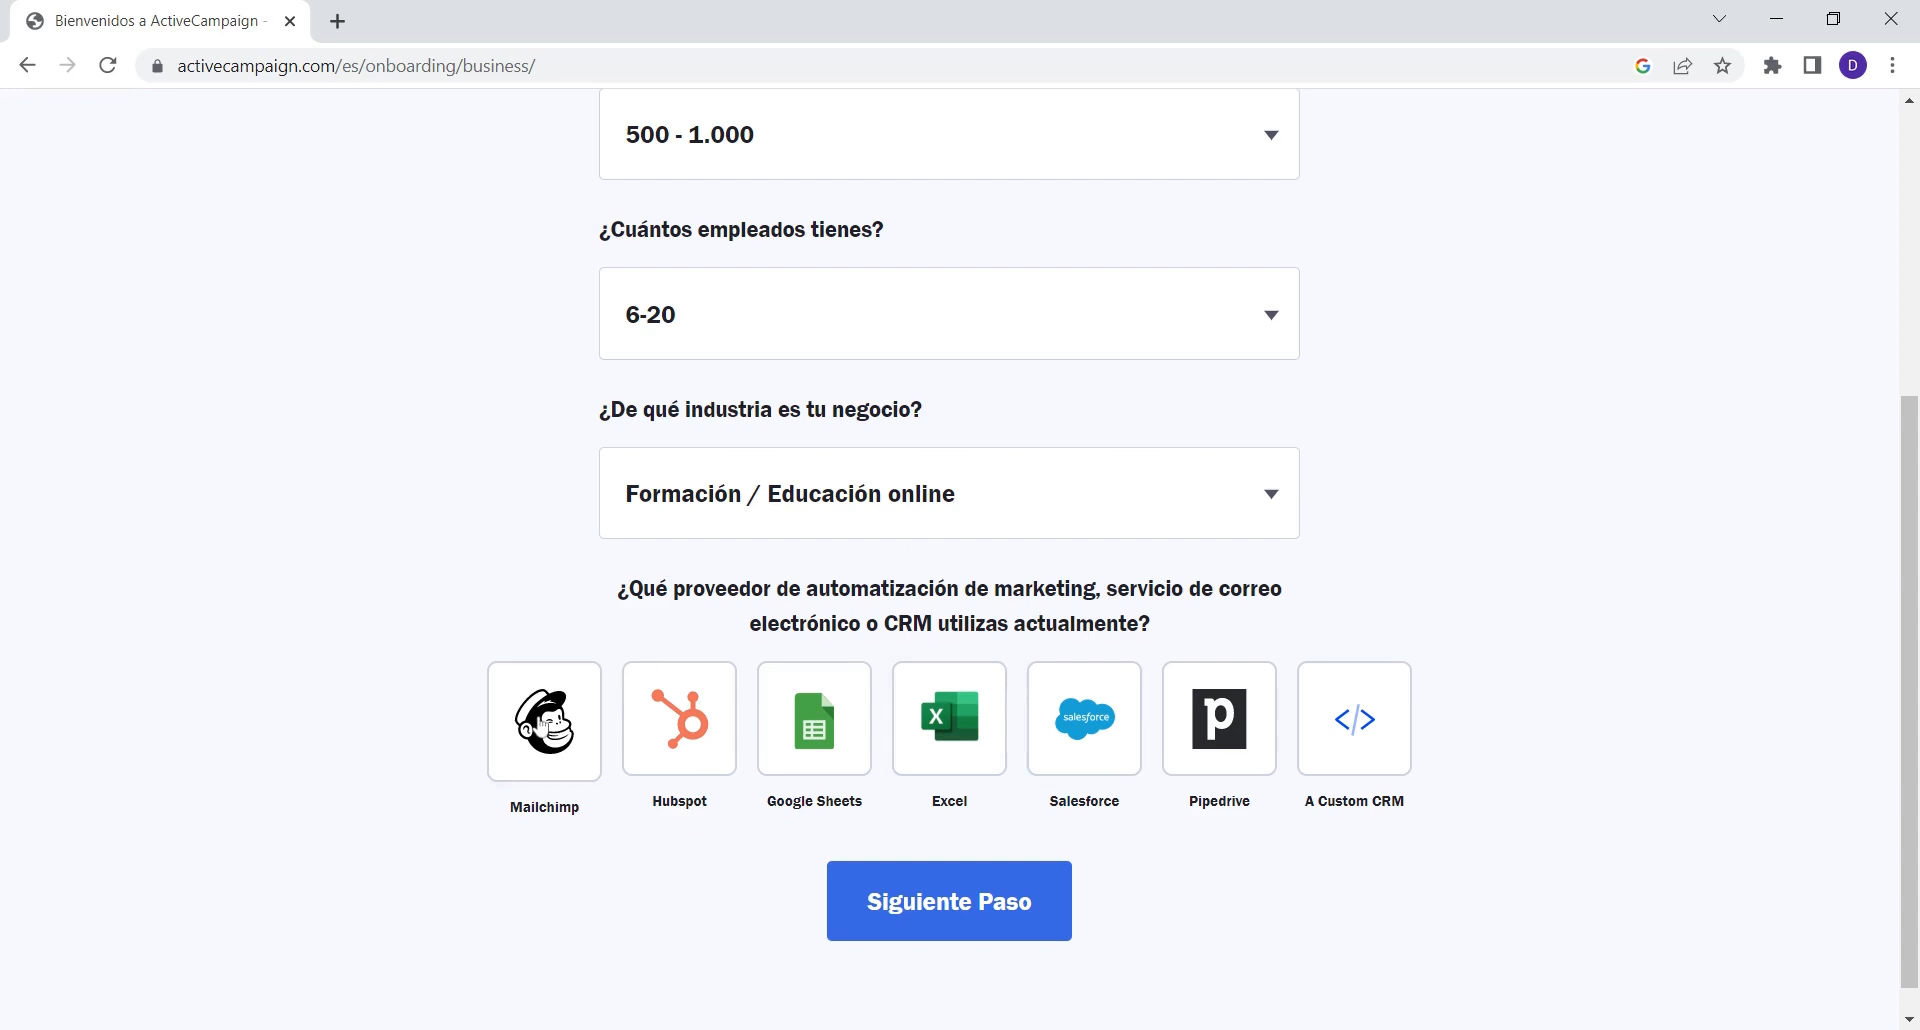 Bienvenidos a ActiveCampaign -
activecampaign.com/es/onboarding/business/
D
500 - 1.000
¿Cuántos empleados tienes?
6-20
¿De qué industria es tu negocio?
Formación / Educación online
¿Qué proveedor de automatización de marketing, servicio de correo
electrónico o CRM utilizas actualmente?
X
salesforce
p
</>
Mailchimp
Hubspot
Google Sheets
Excel
Salesforce
Pipedrive
A Custom CRM
Siguiente Paso